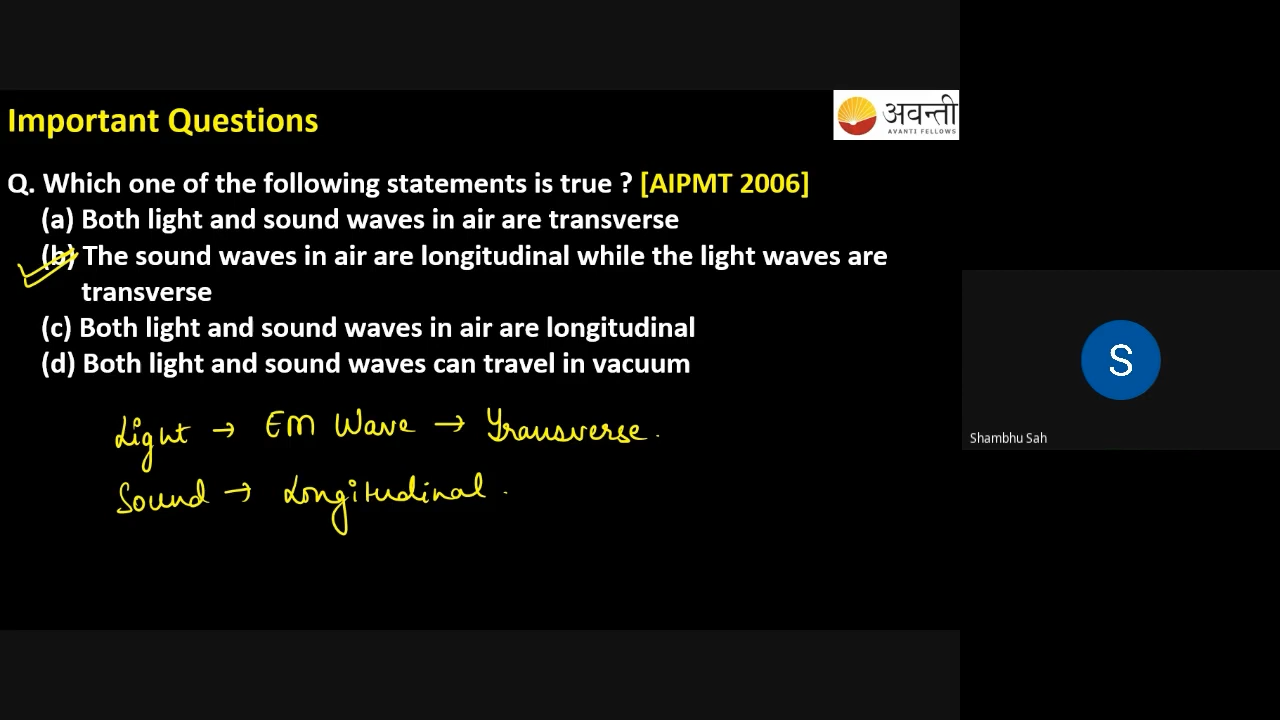 Important Questions
अवन्ती
AVANTI FELLOWS
Q. Which one of the following statements is true ? [AIPMT 2006]
(a) Both light and sound waves in air are transverse
(b) The sound waves in air are longitudinal while the light waves are
transverse
(c) Both light and sound waves in air are longitudinal
(d) Both light and sound waves can travel in vacuum
Light → EM Wave → Transverse.
Sound → Longitudinal.
S
Shambhu Sah